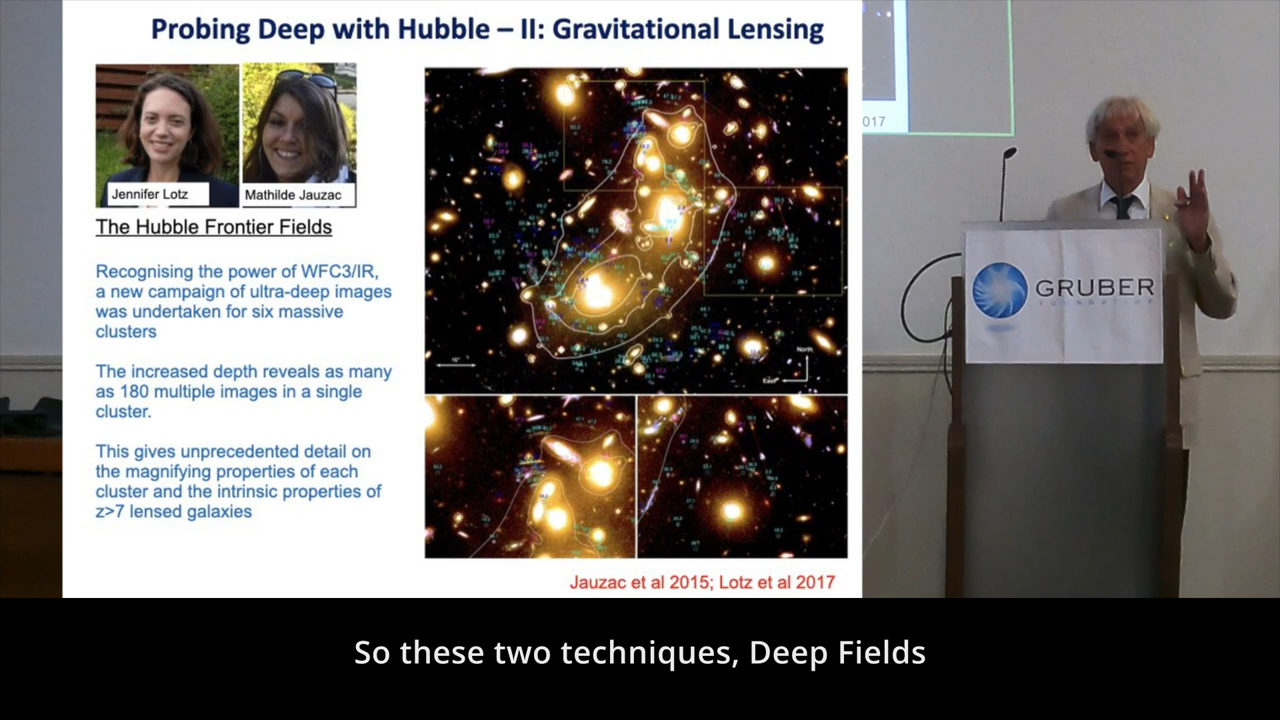 Probing Deep with Hubble – II: Gravitational Lensing
Jennifer Lotz
Mathilde Jauzac
The Hubble Frontier Fields
Recognising the power of WFC3/IR,
a new campaign of ultra-deep images
was undertaken for six massive
clusters
The increased depth reveals as many
as 180 multiple images in a single
cluster.
This gives unprecedented detail on
the magnifying properties of each
cluster and the intrinsic properties of
z>7 lensed galaxies
North
East
Jauzac et al 2015; Lotz et al 2017
017
GRUBER
FOUNDATION
So these two techniques, Deep Fields